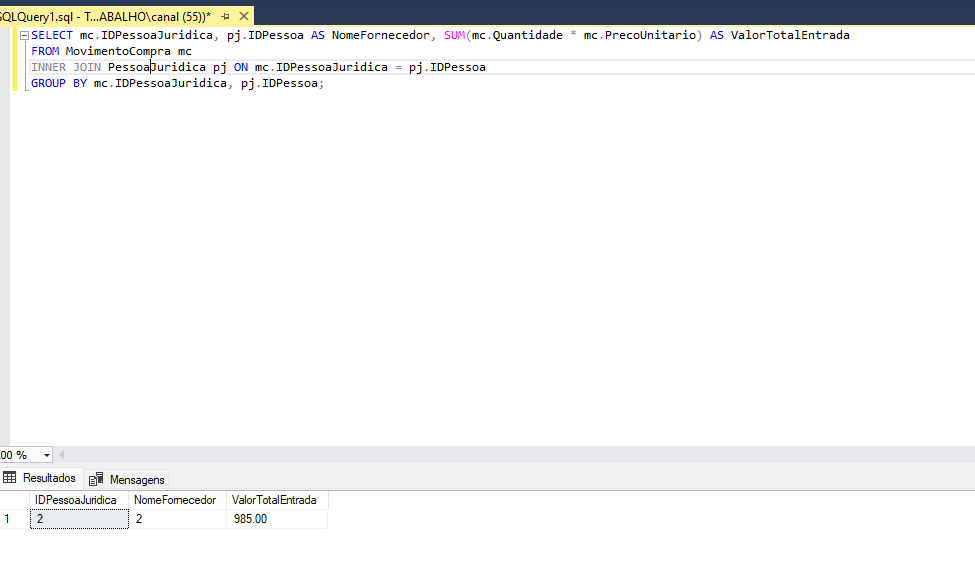 SQLQuery1.sql - T...ABALHO\canal (55))*
SELECT mc.IDPessoaJuridica, pj.IDPessoa AS NomeFornecedor, SUM(mc.Quantidade * mc.PrecoUnitario) AS ValorTotalEntrada
FROM MovimentoCompra mc
INNER JOIN PessoaJuridica pj ON mc.IDPessoaJuridica = pj.IDPessoa
GROUP BY mc.IDPessoaJuridica, pj.IDPessoa;
00 %
Resultados Mensagens
IDPessoaJuridica NomeFornecedor ValorTotalEntrada
1 2 2 985.00